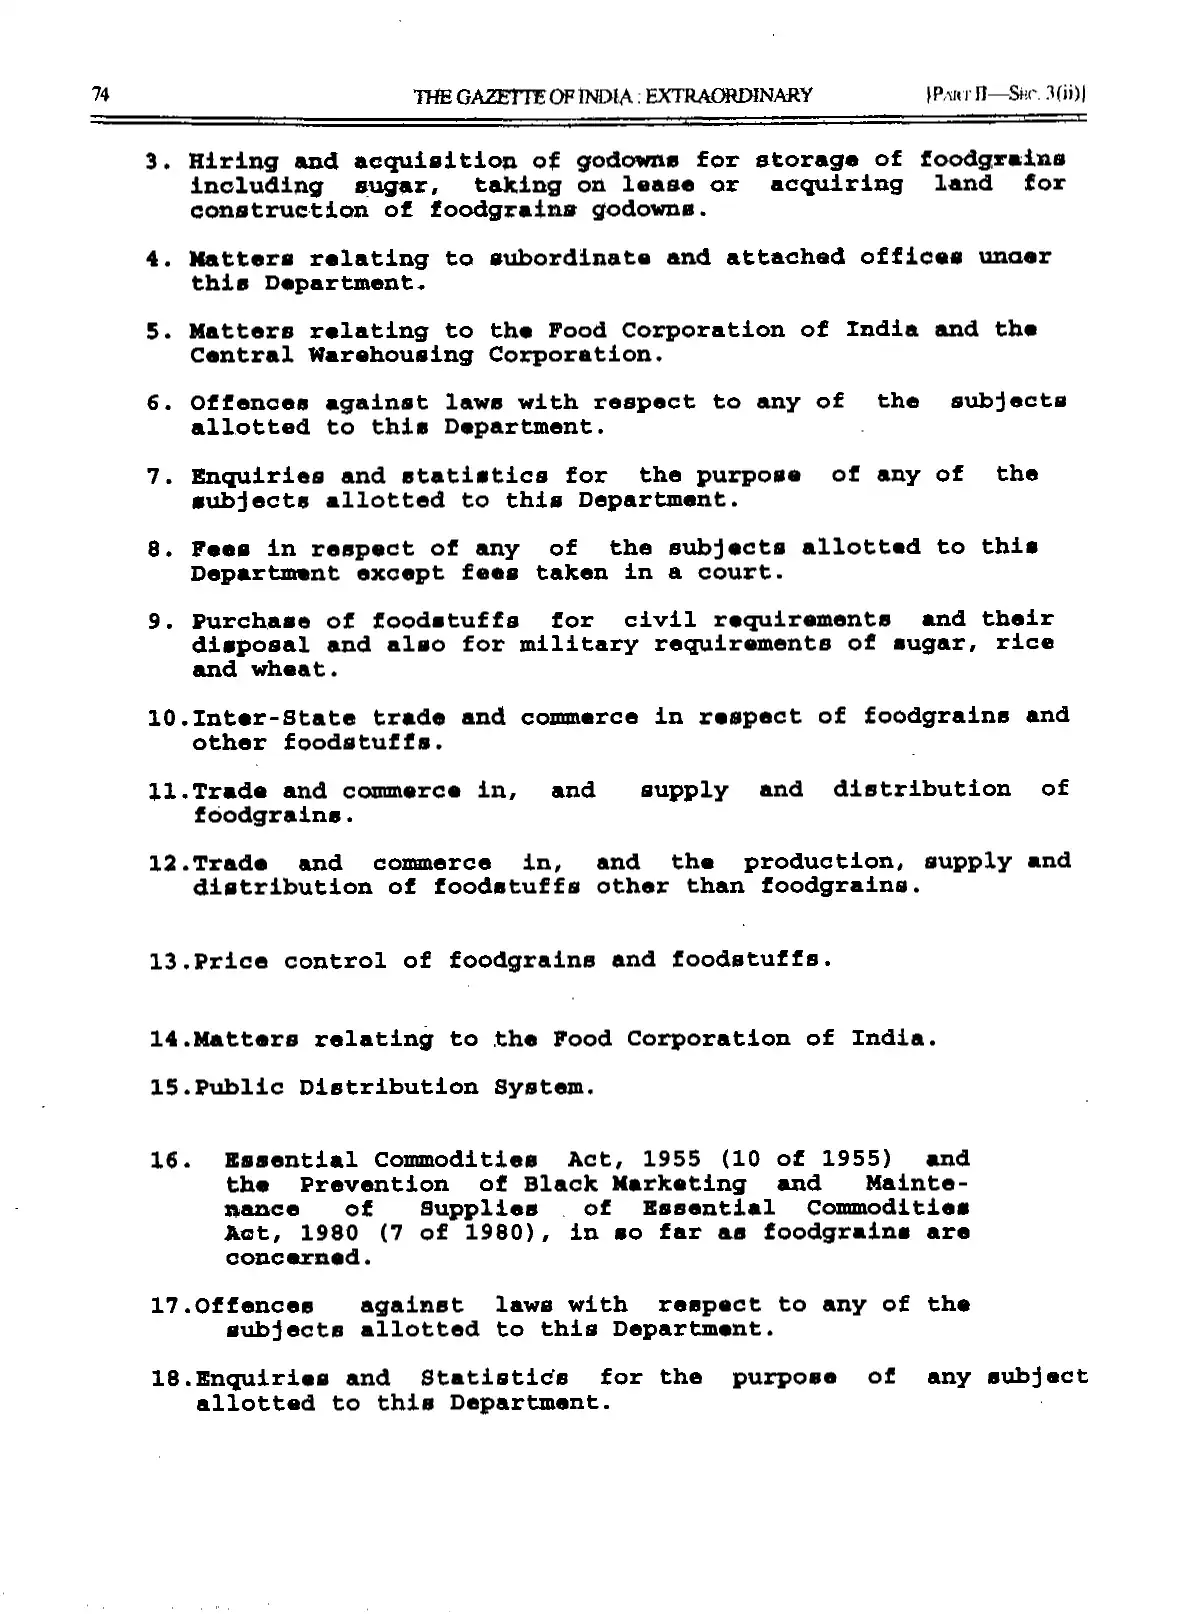 74 THE GAZETTE OF INDIA : EXTRAORDINARY [PART II—SEC. 3(ii)]
3. Hiring and acquisition of godowns for storage of foodgrains
including sugar, taking on lease or acquiring land for
construction of foodgrains godowns.
4. Matters relating to subordinate and attached offices under
this Department.
5. Matters relating to the Food Corporation of India and the
Central Warehousing Corporation.
6. Offences against laws with respect to any of the subjects
allotted to this Department.
7. Enquiries and statistics for the purpose of any of the
subjects allotted to this Department.
8. Fees in respect of any of the subjects allotted to this
Department except fees taken in a court.
9. Purchase of foodstuffs for civil requirements and their
disposal and also for military requirements of sugar, rice
and wheat.
10.Inter-State trade and commerce in respect of foodgrains and
other foodstuffs.
11.Trade and commerce in, and supply and distribution of
foodgrains.
12.Trade and commerce in, and the production, supply and
distribution of foodstuffs other than foodgrains.
13.Price control of foodgrains and foodstuffs.
14.Matters relating to the Food Corporation of India.
15.Public Distribution System.
16. Essential Commodities Act, 1955 (10 of 1955) and
the Prevention of Black Marketing and Mainte-
nance of Supplies of Essential Commodities
Act, 1980 (7 of 1980), in so far as foodgrains are
concerned.
17.Offences against laws with respect to any of the
subjects allotted to this Department.
18.Enquiries and Statistics for the purpose of any subject
allotted to this Department.